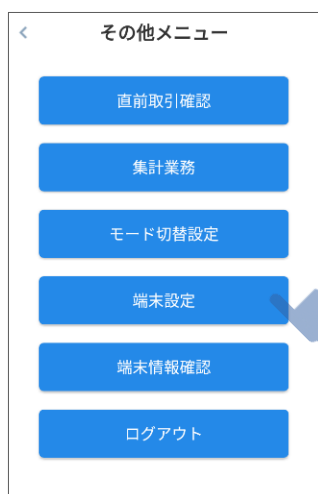 その他メニュー
直前取引確認
集計業務
モード切替設定
端末設定
端末情報確認
ログアウト